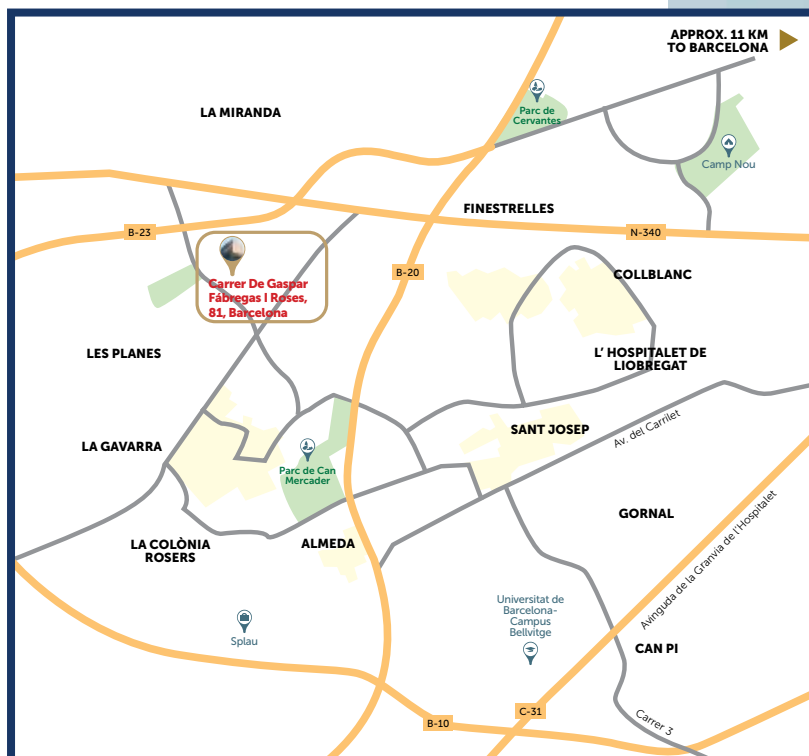 APPROX. 11 KM
TO BARCELONA
Parc de
Cervantes
LA MIRANDA
Camp Nou
FINESTRELLES
B-23
N-340
B-20
COLLBLANC
Carrer De Gaspar
Fábregas I Roses,
81, Barcelona
LES PLANES
L' HOSPITALET DE
LIOBREGAT
SANT JOSEP
Av. del Carrilet
LA GAVARRA
Parc de Can
Mercader
GORNAL
Avinguda de la Granvia de l'Hospitalet
LA COLÒNIA
ROSERS
ALMEDA
Universitat de
Barcelona-
Campus
Bellvitge
Splau
CAN PI
C-31
B-10
Carrer 3